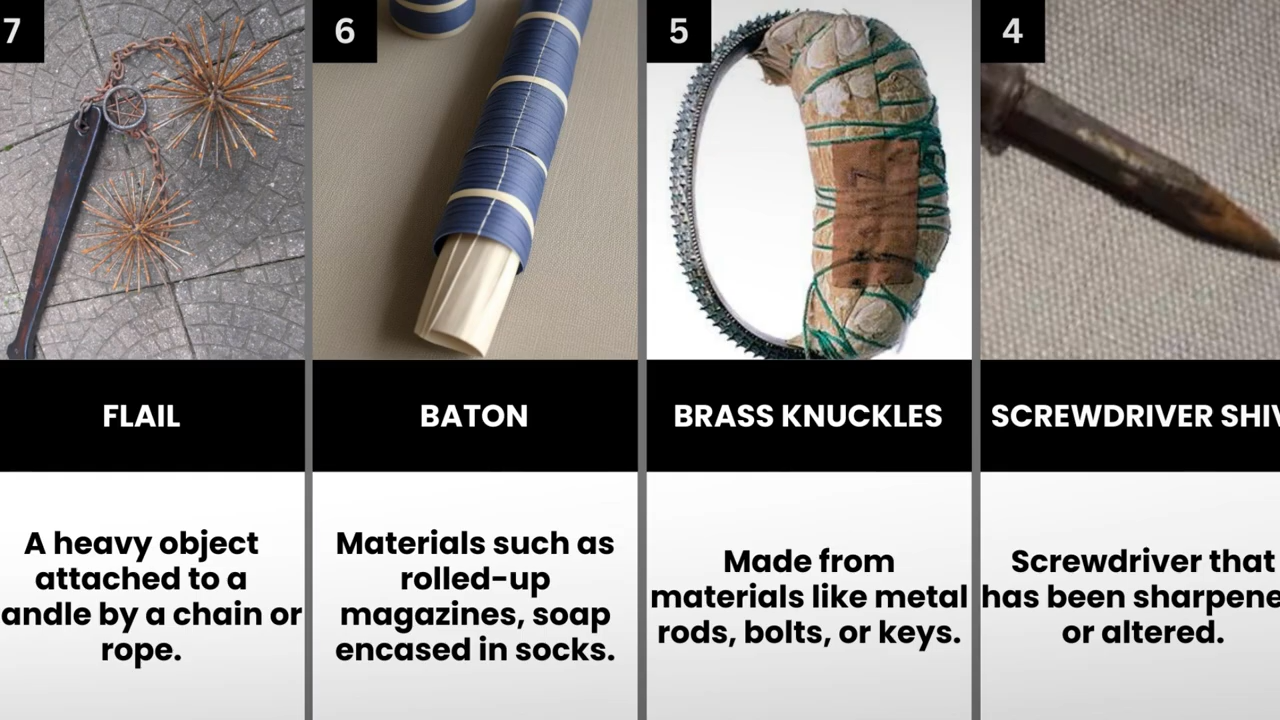 7
6
5
4
FLAIL
BATON
BRASS KNUCKLES
SCREWDRIVER SHIV
A heavy object
attached to a
andle by a chain or
rope.
Materials such as
rolled-up
magazines, soap
encased in socks.
Made from
materials like metal
rods, bolts, or keys.
Screwdriver that
has been sharpene
or altered.